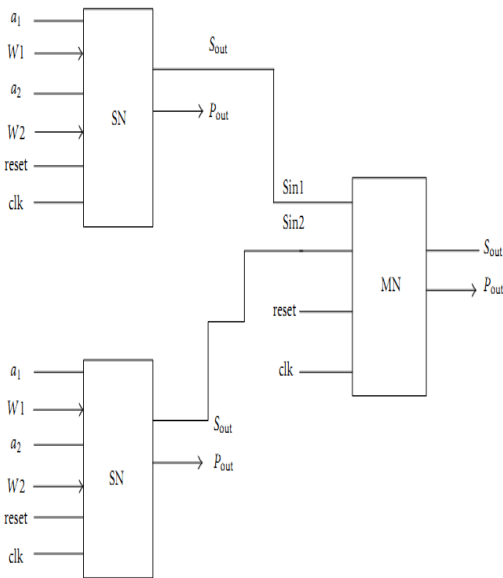 a1
W1
a2
W2
reset
clk
SN
Sout
Pout
Sin1
Sin2
reset
clk
MN
Sout
Pout
a1
W1
a2
W2
reset
clk
SN
Sout
Pout